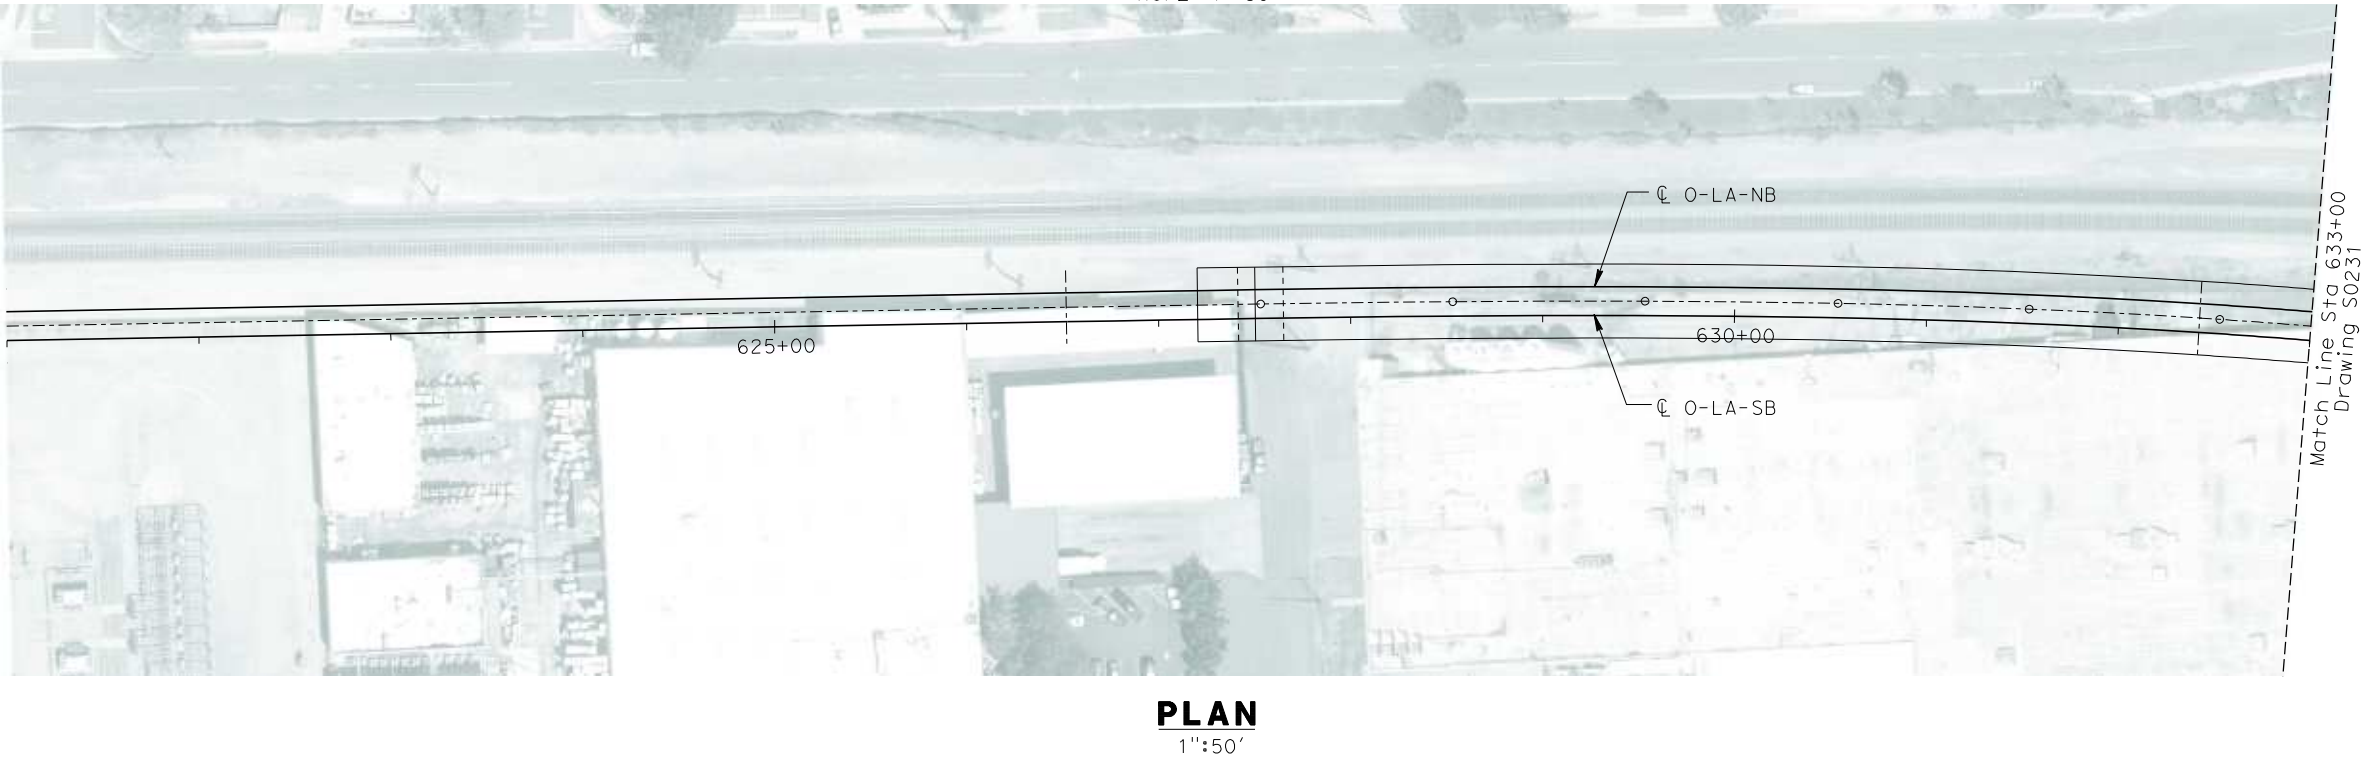 ℄ O-LA-NB
625+00
630+00
℄ O-LA-SB
Match Line Sta 633+00
Drawing S0231
PLAN
1":50'